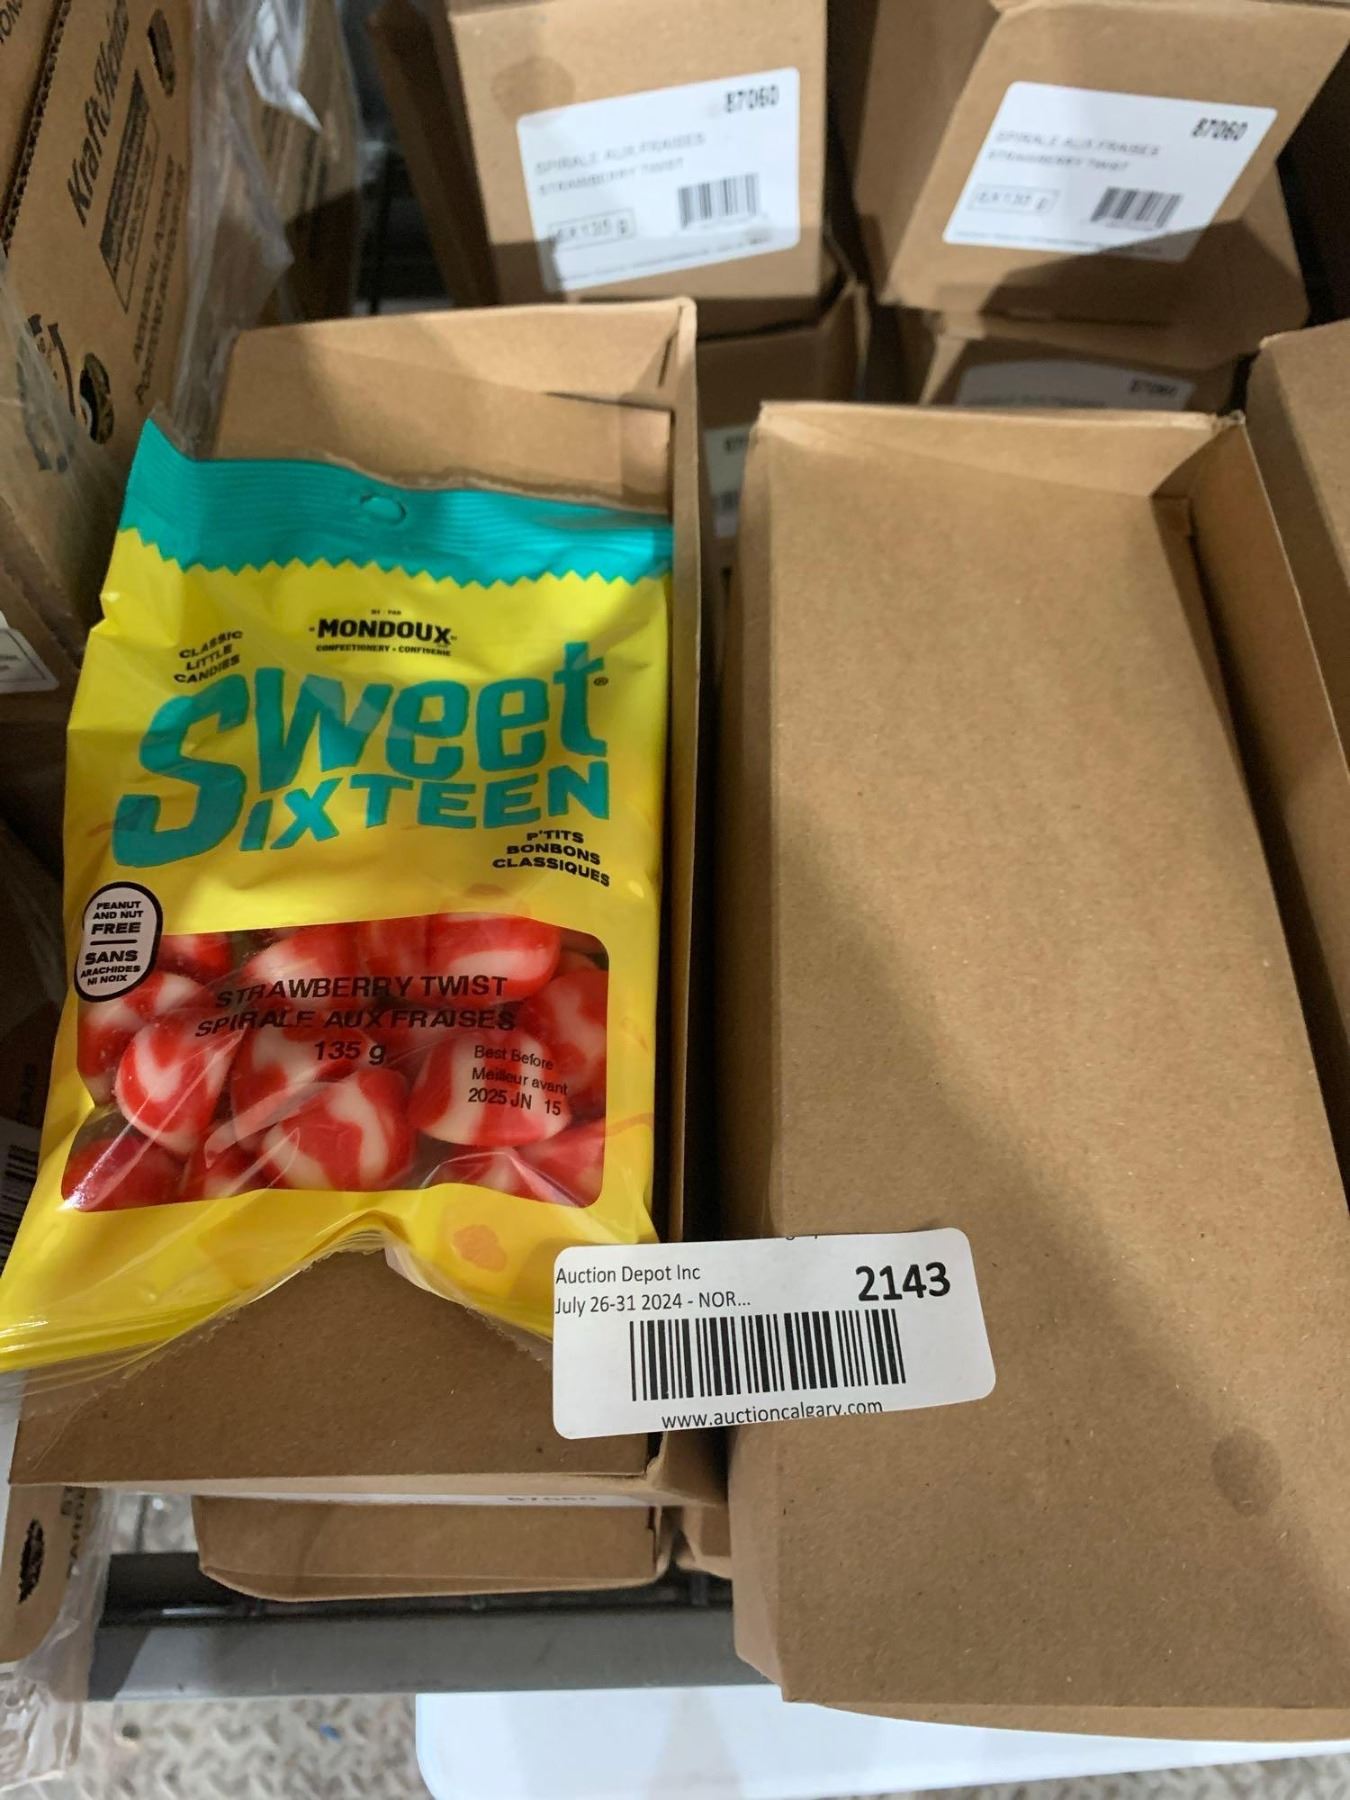 Kraft Heinz
87060
SPIRALE AUX FRAISES
STRAWBERRY TWIST
87060
SPIRALE AUX FRAISES
STRAWBERRY TWIST
BY • PAR
MONDOUX
CONFECTIONERY • CONFISERIE
CLASSIC
LITTLE
CANDIES
Sweet®
SIXTEEN
P'TITS
BONBONS
CLASSIQUES
PEANUT
AND NUT
FREE
SANS
ARACHIDES
NI NOIX
STRAWBERRY TWIST
SPIRALE AUX FRAISES
135 g
Best Before
Meilleur avant
2025 JN 15
Auction Depot Inc
2143
July 26-31 2024 - NOR...
www.auctioncalgary.com